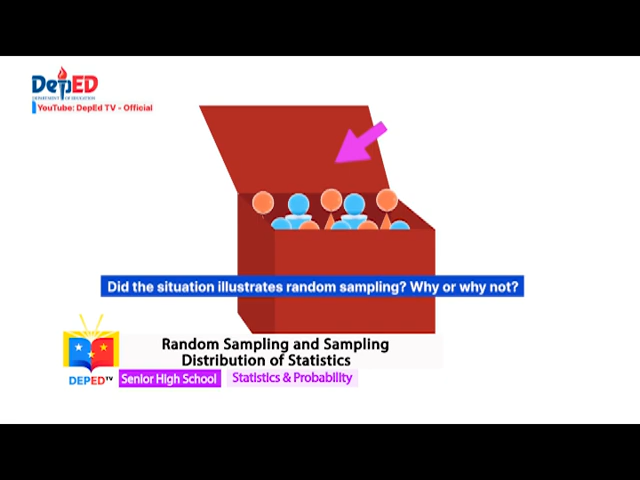 DepED
DEPARTMENT OF EDUCATION
YouTube: DepEd TV - Official
Did the situation illustrates random sampling? Why or why not?
Random Sampling and Sampling
Distribution of Statistics
DEPED TV
Senior High School
Statistics & Probability